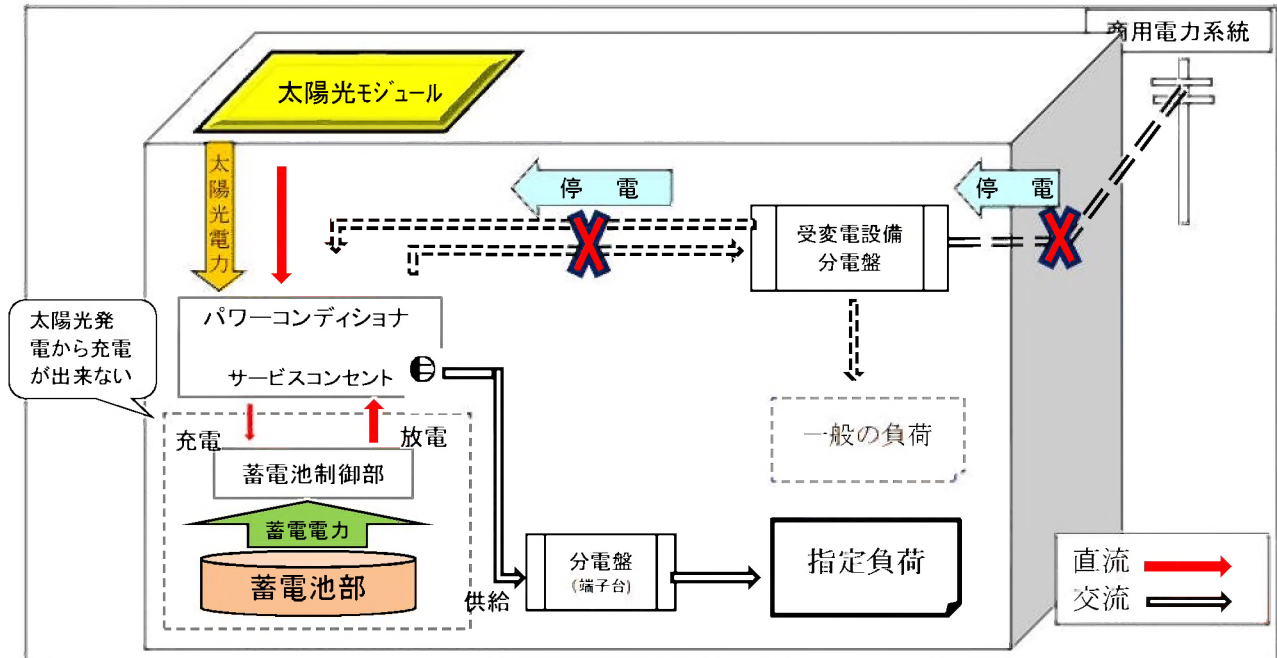 商用電力系統
太陽光モジュール
太陽光電力
停 電
停 電
受変電設備
分電盤
パワーコンディショナ
サービスコンセント
太陽光発
電から充電
が出来ない
充電
放電
蓄電池制御部
蓄電電力
蓄電池部
一般の負荷
供給
分電盤
(端子台)
指定負荷
直流
交流